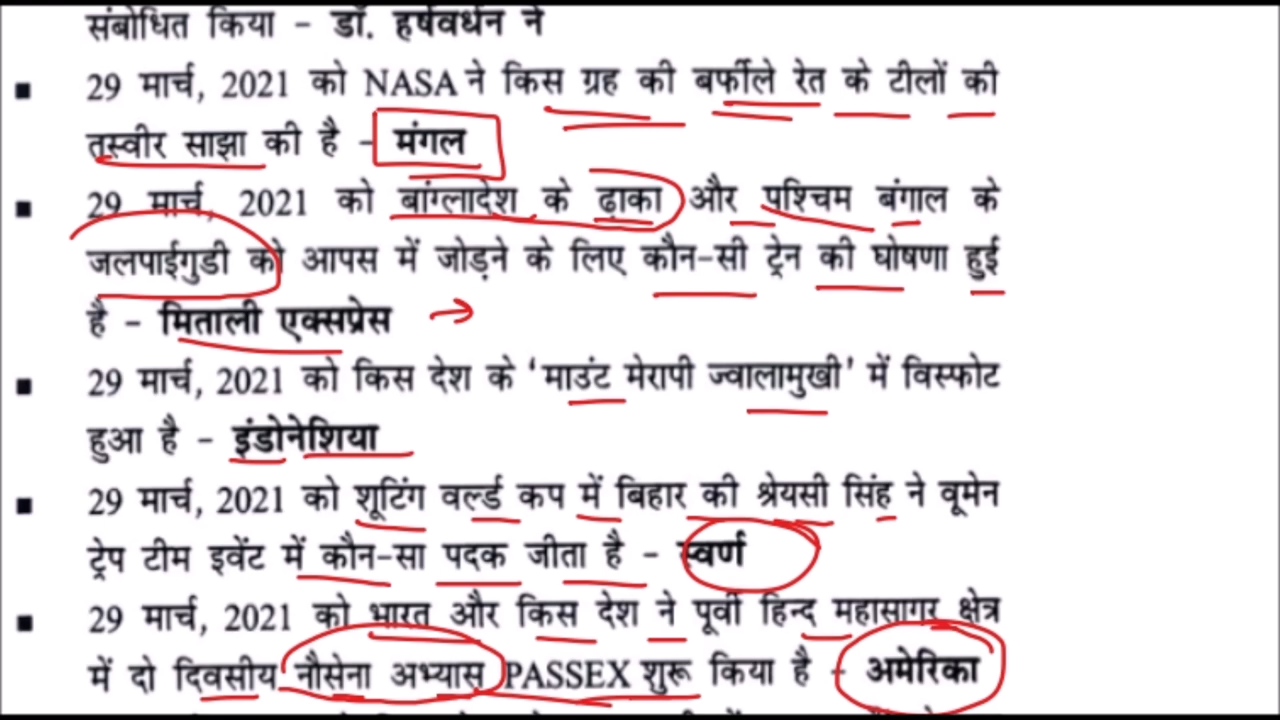 संबोधित किया - डॉ. हर्षवर्धन ने
▪ 29 मार्च, 2021 को NASA ने किस ग्रह की बर्फीले रेत के टीलों की
तस्वीर साझा की है - मंगल
▪ 29 मार्च, 2021 को बांग्लादेश के ढ़ाका और पश्चिम बंगाल के
जलपाईगुडी को आपस में जोड़ने के लिए कौन-सी ट्रेन की घोषणा हुई
है - मिताली एक्सप्रेस
▪ 29 मार्च, 2021 को किस देश के 'माउंट मेरापी ज्वालामुखी' में विस्फोट
हुआ है - इंडोनेशिया
▪ 29 मार्च, 2021 को शूटिंग वर्ल्ड कप में बिहार की श्रेयसी सिंह ने वूमेन
ट्रेप टीम इवेंट में कौन-सा पदक जीता है - स्वर्ण
▪ 29 मार्च, 2021 को भारत और किस देश ने पूर्वी हिन्द महासागर क्षेत्र
में दो दिवसीय नौसेना अभ्यास PASSEX शुरू किया है - अमेरिका